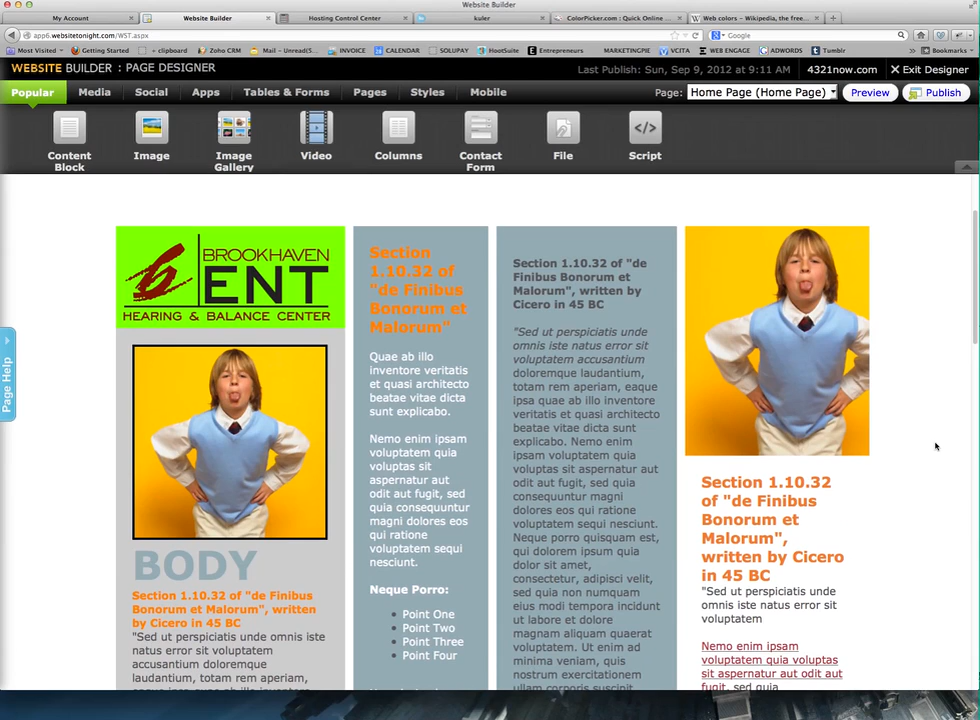 Website Builder
My Account
Website Builder
Hosting Control Center
kuler
ColorPicker.com : Quick Online ...
Web colors – Wikipedia, the free...
app6.websitetonight.com/WST.aspx
Google
Most Visited
Getting Started
+ clipboard
Zoho CRM
Mail – Unread(5...
INVOICE
CALENDAR
SOLUPAY
HootSuite
Entrepreneurs
MARKETINGPIE
VCITA
WEB ENGAGE
ADWORDS
Tumblr
Bookmarks
WEBSITE BUILDER : PAGE DESIGNER
Last Publish: Sun, Sep 9, 2012 at 9:11 AM
4321now.com
Exit Designer
Popular
Media
Social
Apps
Tables & Forms
Pages
Styles
Mobile
Page:
Home Page (Home Page)
Preview
Publish
Content
Block
Image
Image
Gallery
Video
Columns
Contact
Form
File
Script
Page Help
BROOKHAVEN
ENT
HEARING & BALANCE CENTER
BODY
Section 1.10.32 of "de Finibus
Bonorum et Malorum", written
by Cicero in 45 BC
"Sed ut perspiciatis unde omnis iste
natus error sit voluptatem
accusantium doloremque
laudantium, totam rem aperiam,
Section
1.10.32 of
"de Finibus
Bonorum et
Malorum"
Quae ab illo
inventore veritatis
et quasi architecto
beatae vitae dicta
sunt explicabo.
Nemo enim ipsam
voluptatem quia
voluptas sit
aspernatur aut
odit aut fugit, sed
quia consequuntur
magni dolores eos
qui ratione
voluptatem sequi
nesciunt.
Neque Porro:
Point One
Point Two
Point Three
Point Four
Section 1.10.32 of "de
Finibus Bonorum et
Malorum", written by
Cicero in 45 BC
"Sed ut perspiciatis unde
omnis iste natus error sit
voluptatem accusantium
doloremque laudantium,
totam rem aperiam, eaque
ipsa quae ab illo inventore
veritatis et quasi architecto
beatae vitae dicta sunt
explicabo. Nemo enim ipsam
voluptatem quia voluptas sit
aspernatur aut odit aut fugit,
sed quia consequuntur magni
dolores eos qui ratione
voluptatem sequi nesciunt.
Neque porro quisquam est,
qui dolorem ipsum quia
dolor sit amet,
consectetur, adipisci velit,
sed quia non numquam
eius modi tempora incidunt
ut labore et dolore
magnam aliquam quaerat
voluptatem. Ut enim ad
minima veniam, quis
nostrum exercitationem
ullam corporis suscipit
Section 1.10.32
of "de Finibus
Bonorum et
Malorum",
written by Cicero
in 45 BC
"Sed ut perspiciatis unde
omnis iste natus error sit
voluptatem
Nemo enim ipsam
voluptatem quia voluptas
sit aspernatur aut odit aut
fugit, sed quia